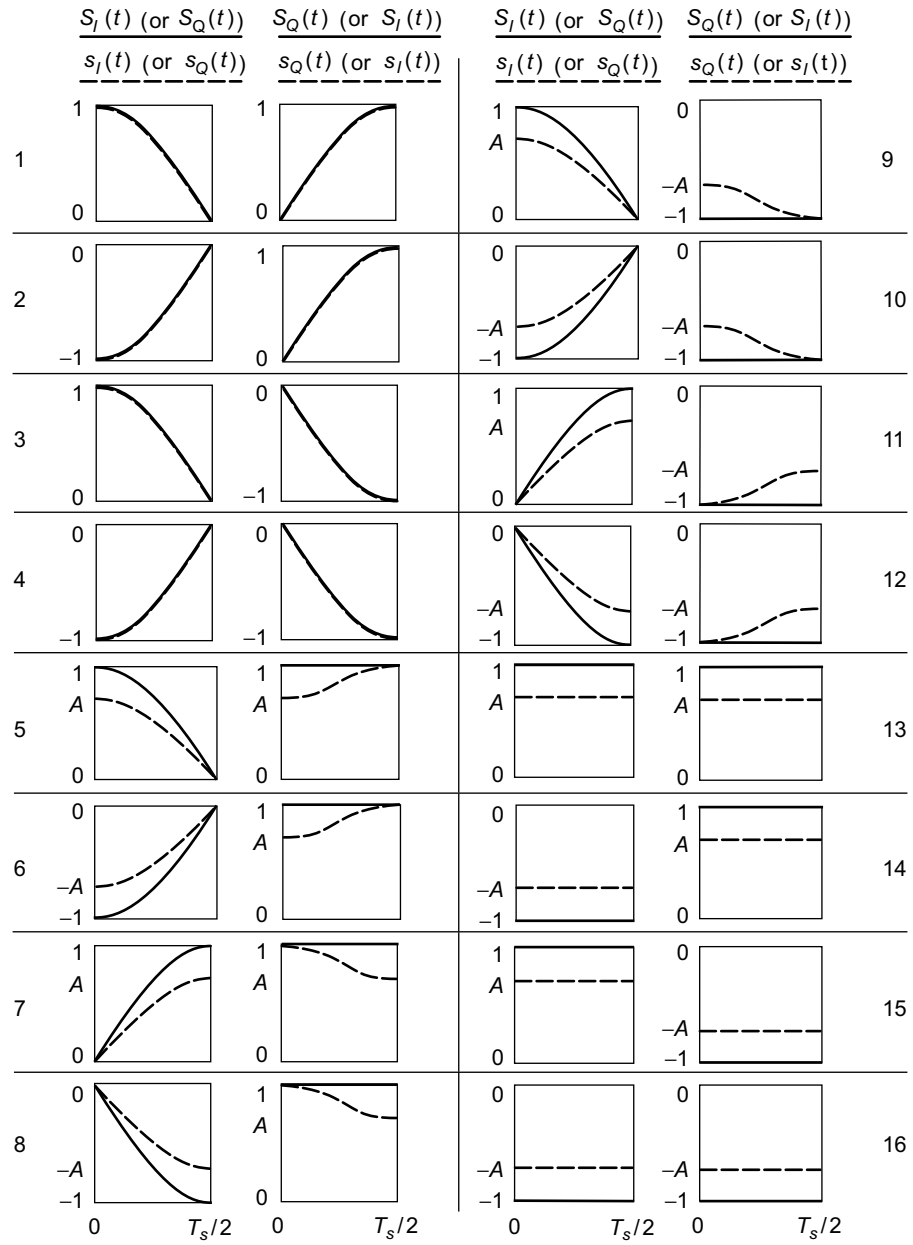 S_I(t) (or S_Q(t)) S_Q(t) (or S_I(t)) S_I(t) (or S_Q(t)) S_Q(t) (or S_I(t))
s_I(t) (or s_Q(t)) s_Q(t) (or s_I(t)) s_I(t) (or s_Q(t)) s_Q(t) (or s_I(t))
1 1 1 0
A
1 9
–A
0 0 0 –1
0 1 0 0
2 10
–A –A
–1 0 –1 –1
1 0 1 0
A
3 11
–A
0 –1 0 –1
0 0 0 0
4 12
–A –A
–1 –1 –1 –1
1 1 1 1
A A A A
5 13
0 0 0 0
0 1 0 1
A A
6 14
–A –A
–1 0 –1 0
1 1 1 0
A A A
7 15
–A
0 0 0 –1
0 1 0 0
A
8 16
–A –A –A
–1 0 –1 –1
0 T_s/2 0 T_s/2 0 T_s/2 0 T_s/2